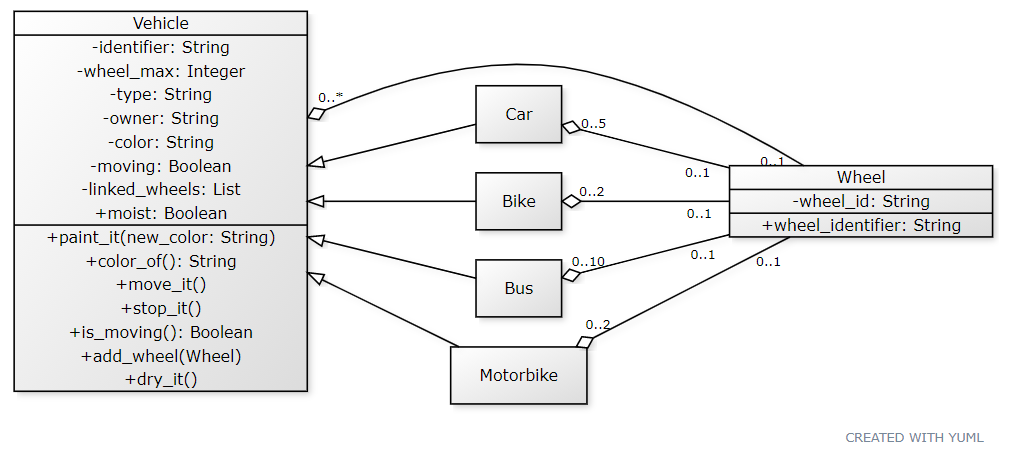 Vehicle
-identifier: String
-wheel_max: Integer
-type: String
-owner: String
-color: String
-moving: Boolean
-linked_wheels: List
+moist: Boolean
+paint_it(new_color: String)
+color_of(): String
+move_it()
+stop_it()
+is_moving(): Boolean
+add_wheel(Wheel)
+dry_it()
0..*
Car
0..5
0..1
0..1
Bike
0..2
0..1
Bus
0..10
0..1
Motorbike
0..2
0..1
Wheel
-wheel_id: String
+wheel_identifier: String
CREATED WITH YUML